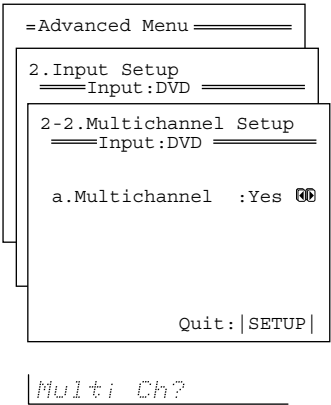 =Advanced Menu
2.Input Setup
Input:DVD
2-2.Multichannel Setup
Input:DVD
a.Multichannel :Yes
Quit:|SETUP|
Multi Ch?